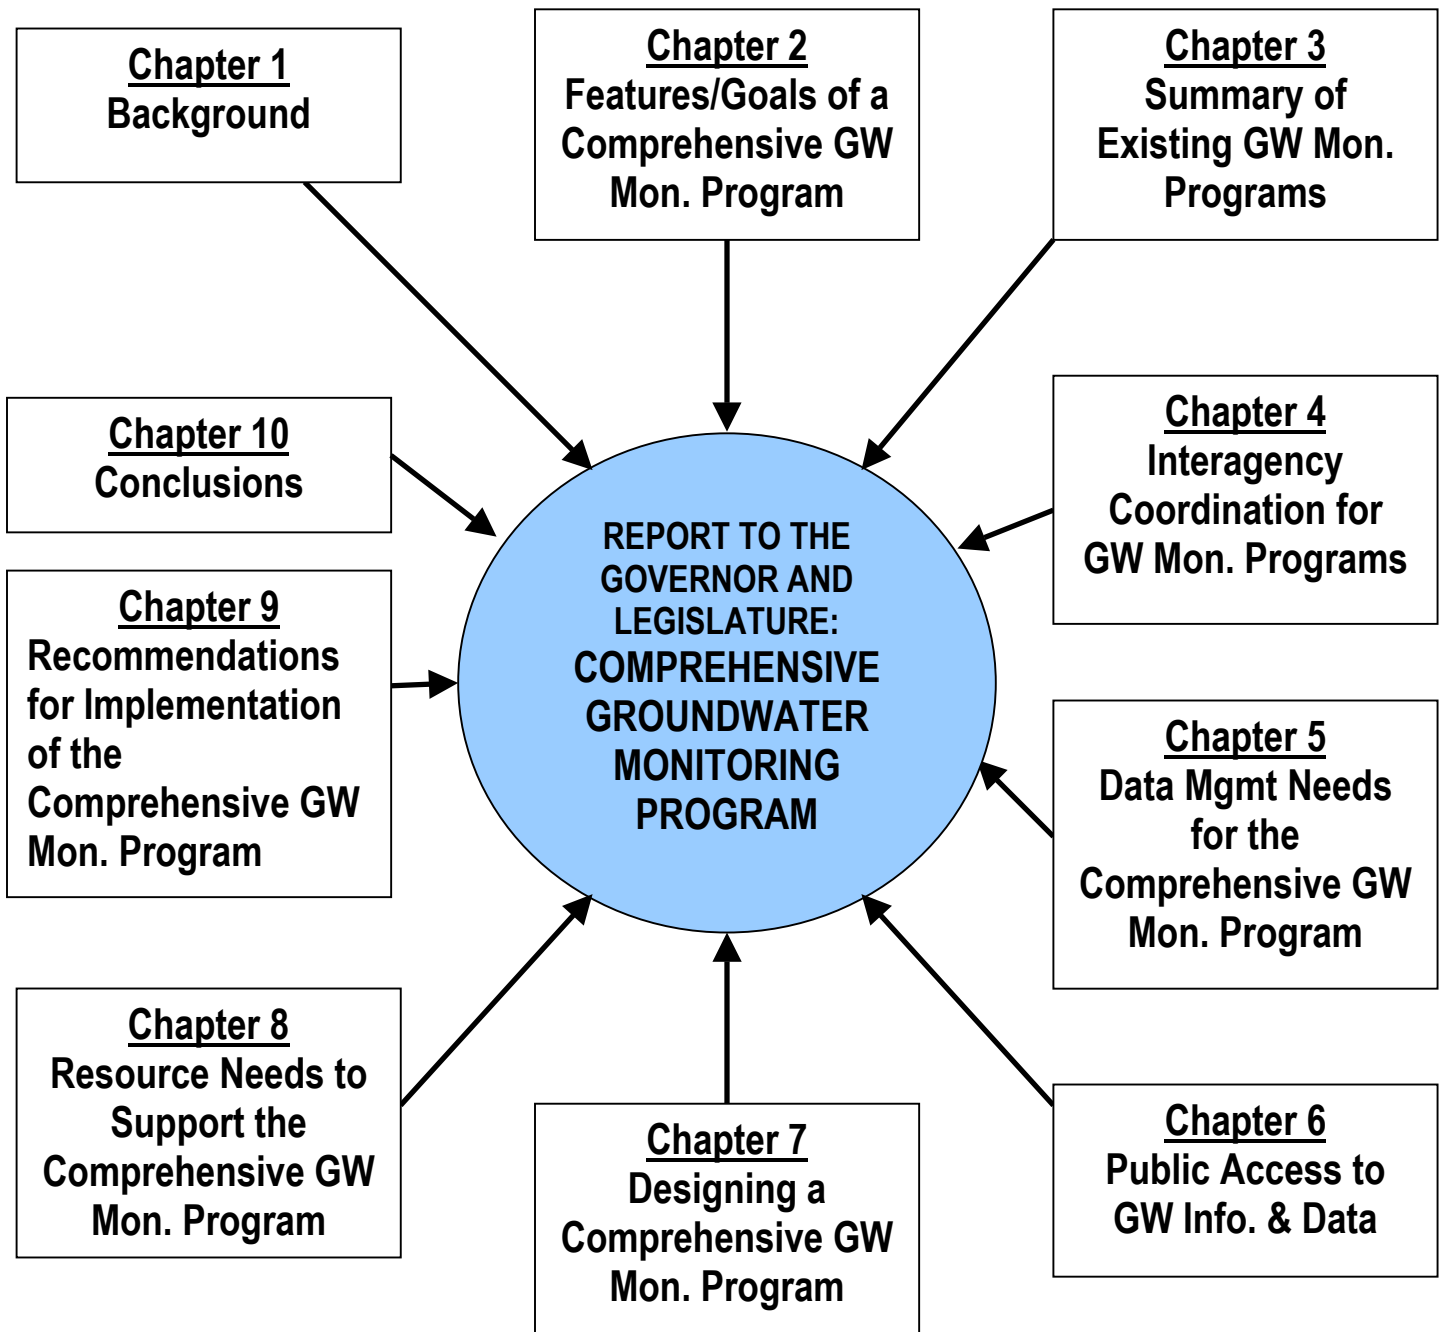 Chapter 1
Background
Chapter 2
Features/Goals of a
Comprehensive GW
Mon. Program
Chapter 3
Summary of
Existing GW Mon.
Programs
Chapter 4
Interagency
Coordination for
GW Mon. Programs
Chapter 5
Data Mgmt Needs
for the
Comprehensive GW
Mon. Program
Chapter 6
Public Access to
GW Info. & Data
Chapter 7
Designing a
Comprehensive GW
Mon. Program
Chapter 8
Resource Needs to
Support the
Comprehensive GW
Mon. Program
Chapter 9
Recommendations
for Implementation
of the
Comprehensive GW
Mon. Program
Chapter 10
Conclusions
REPORT TO THE
GOVERNOR AND
LEGISLATURE:
COMPREHENSIVE
GROUNDWATER
MONITORING
PROGRAM